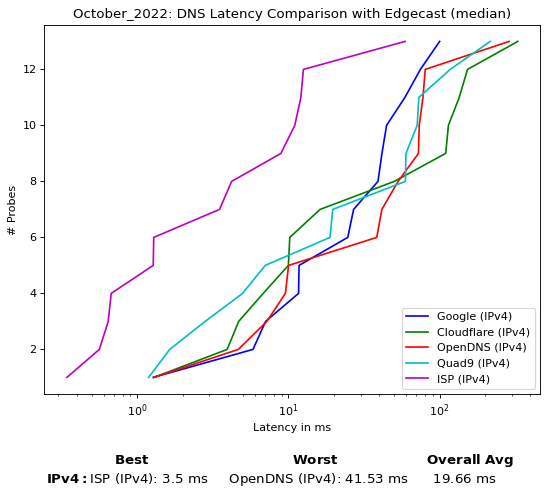 October_2022: DNS Latency Comparison with Edgecast (median)
# Probes
12
10
8
6
4
2
10⁰
10¹
10²
Latency in ms
Google (IPv4)
Cloudflare (IPv4)
OpenDNS (IPv4)
Quad9 (IPv4)
ISP (IPv4)
Best Worst Overall Avg
IPv4: ISP (IPv4): 3.5 ms OpenDNS (IPv4): 41.53 ms 19.66 ms